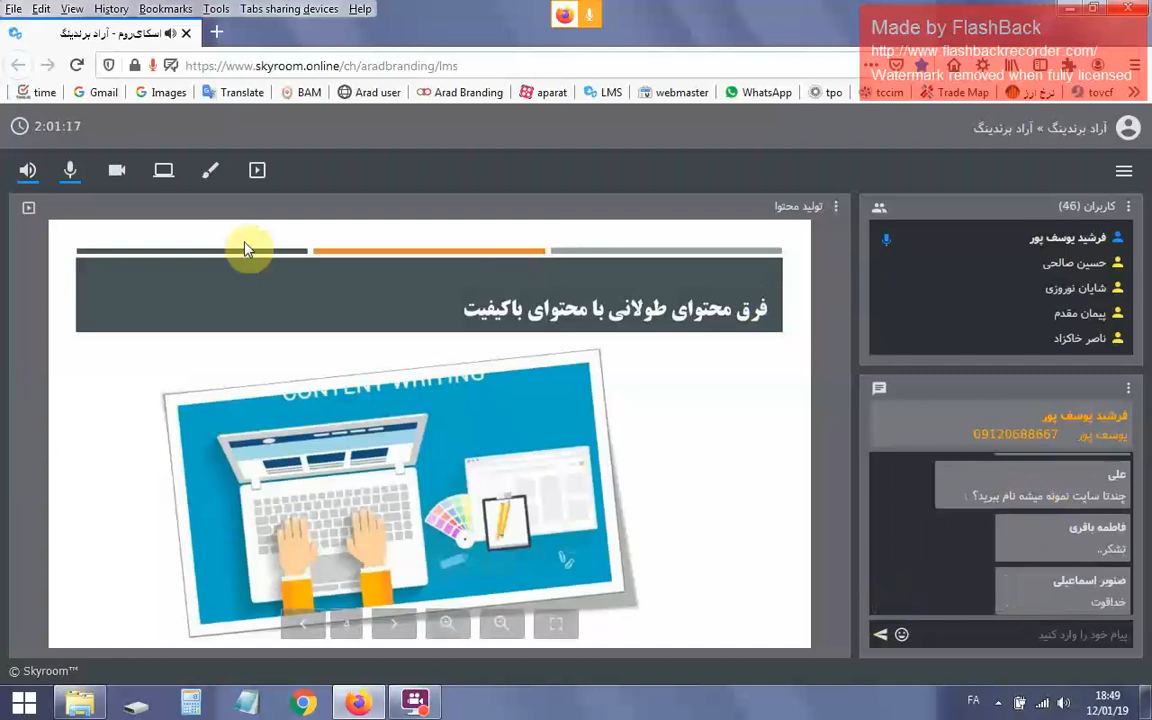 File Edit View History Bookmarks Tools Tabs sharing devices Help
Made by FlashBack
http://www.flashbackrecorder.com/
Watermark removed when fully licensed
اسکای‌روم - آراد برندینگ
https://www.skyroom.online/ch/aradbranding/lms
time Gmail Images Translate BAM Arad user Arad Branding aparat LMS webmaster WhatsApp tpo tccim Trade Map نرخ ارز tovcf
2:01:17
آراد برندینگ » آراد برندینگ
تولید محتوا
کاربران (46)
فرشید یوسف پور
حسین صالحی
شایان نوروزی
پیمان مقدم
ناصر خاکزاد
فرق محتوای طولانی با محتوای باکیفیت
CONTENT WRITING
فرشید یوسف پور
یوسف پور 09120688667
علی
چندتا سایت نمونه میشه نام ببرید؟
فاطمه باقری
تشکر..
صنوبر اسماعیلی
خداقوت
پیام خود را وارد کنید
© Skyroom™
FA
18:49
12/01/19